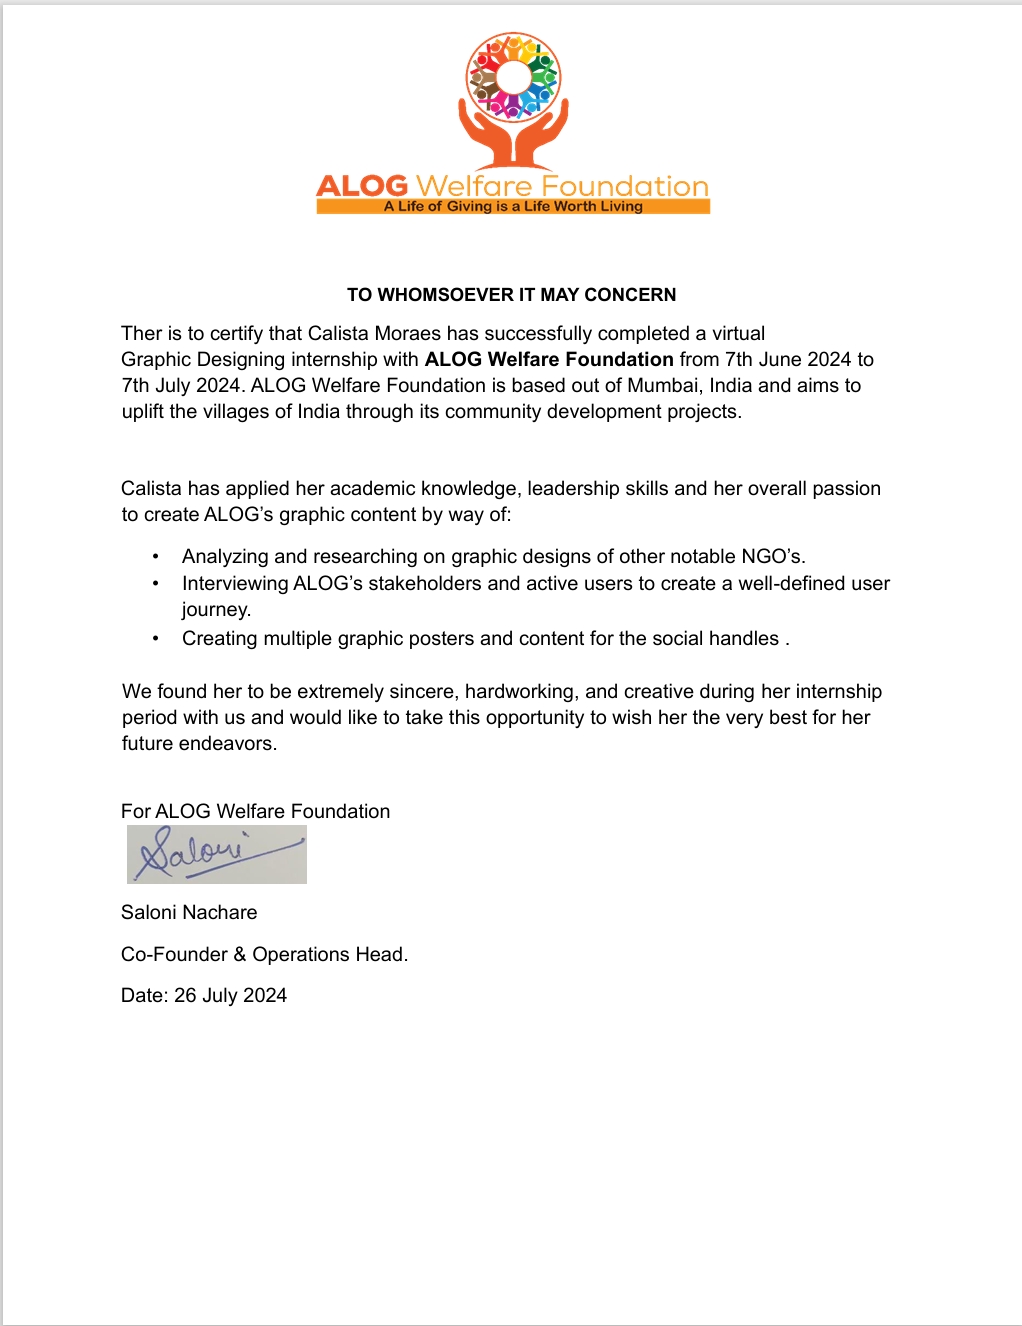 ALOG Welfare Foundation
A Life of Giving is a Life Worth Living
TO WHOMSOEVER IT MAY CONCERN
Ther is to certify that Calista Moraes has successfully completed a virtual
Graphic Designing internship with ALOG Welfare Foundation from 7th June 2024 to
7th July 2024. ALOG Welfare Foundation is based out of Mumbai, India and aims to
uplift the villages of India through its community development projects.
Calista has applied her academic knowledge, leadership skills and her overall passion
to create ALOG’s graphic content by way of:
• Analyzing and researching on graphic designs of other notable NGO’s.
• Interviewing ALOG’s stakeholders and active users to create a well-defined user
journey.
• Creating multiple graphic posters and content for the social handles .
We found her to be extremely sincere, hardworking, and creative during her internship
period with us and would like to take this opportunity to wish her the very best for her
future endeavors.
For ALOG Welfare Foundation
Saloni
Saloni Nachare
Co-Founder & Operations Head.
Date: 26 July 2024